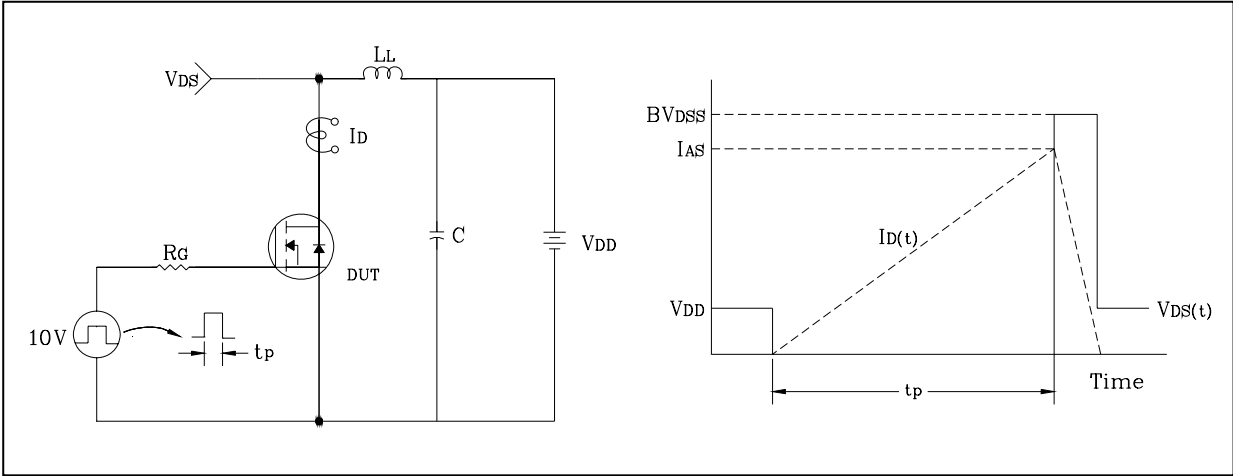 LL
VDS
ID
RG
DUT
C
VDD
10V
tp
BVDSS
IAS
ID(t)
VDD
VDS(t)
tp
Time